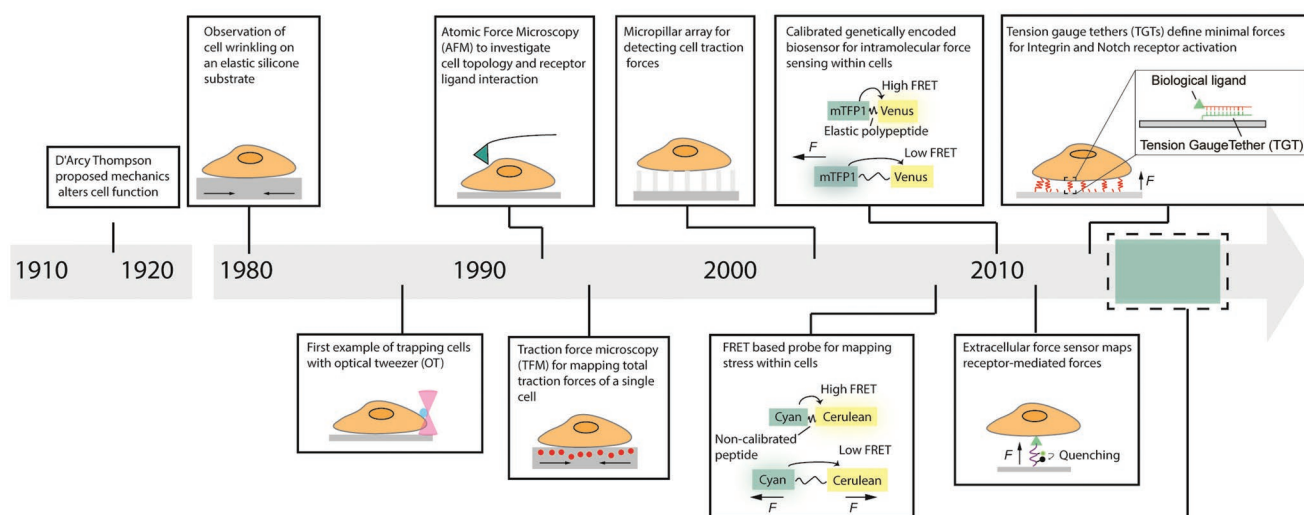 Observation of
cell wrinkling on
an elastic silicone
substrate
Atomic Force Microscopy
(AFM) to investigate
cell topology and receptor
ligand interaction
Micropillar array for
detecting cell traction
forces
Calibrated genetically encoded
biosensor for intramolecular force
sensing within cells
High FRET
mTFP1
Venus
Elastic polypeptide
F
Low FRET
mTFP1
Venus
Tension gauge tethers (TGTs) define minimal forces
for Integrin and Notch receptor activation
Biological ligand
Tension GaugeTether (TGT)
F
D'Arcy Thompson
proposed mechanics
alters cell function
1910
1920
1980
1990
2000
2010
First example of trapping cells
with optical tweezer (OT)
Traction force microscopy
(TFM) for mapping total
traction forces of a single
cell
FRET based probe for mapping
stress within cells
High FRET
Cyan
Cerulean
Non-calibrated
peptide
Low FRET
Cyan
Cerulean
F
F
Extracellular force sensor maps
receptor-mediated forces
F
Quenching